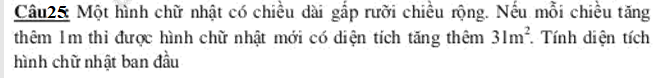 Câu25: Một hình chữ nhật có chiều dài gấp rưỡi chiều rộng. Nếu mỗi chiều tăng
thêm 1m thì được hình chữ nhật mới có diện tích tăng thêm 31m². Tính diện tích
hình chữ nhật ban đầu